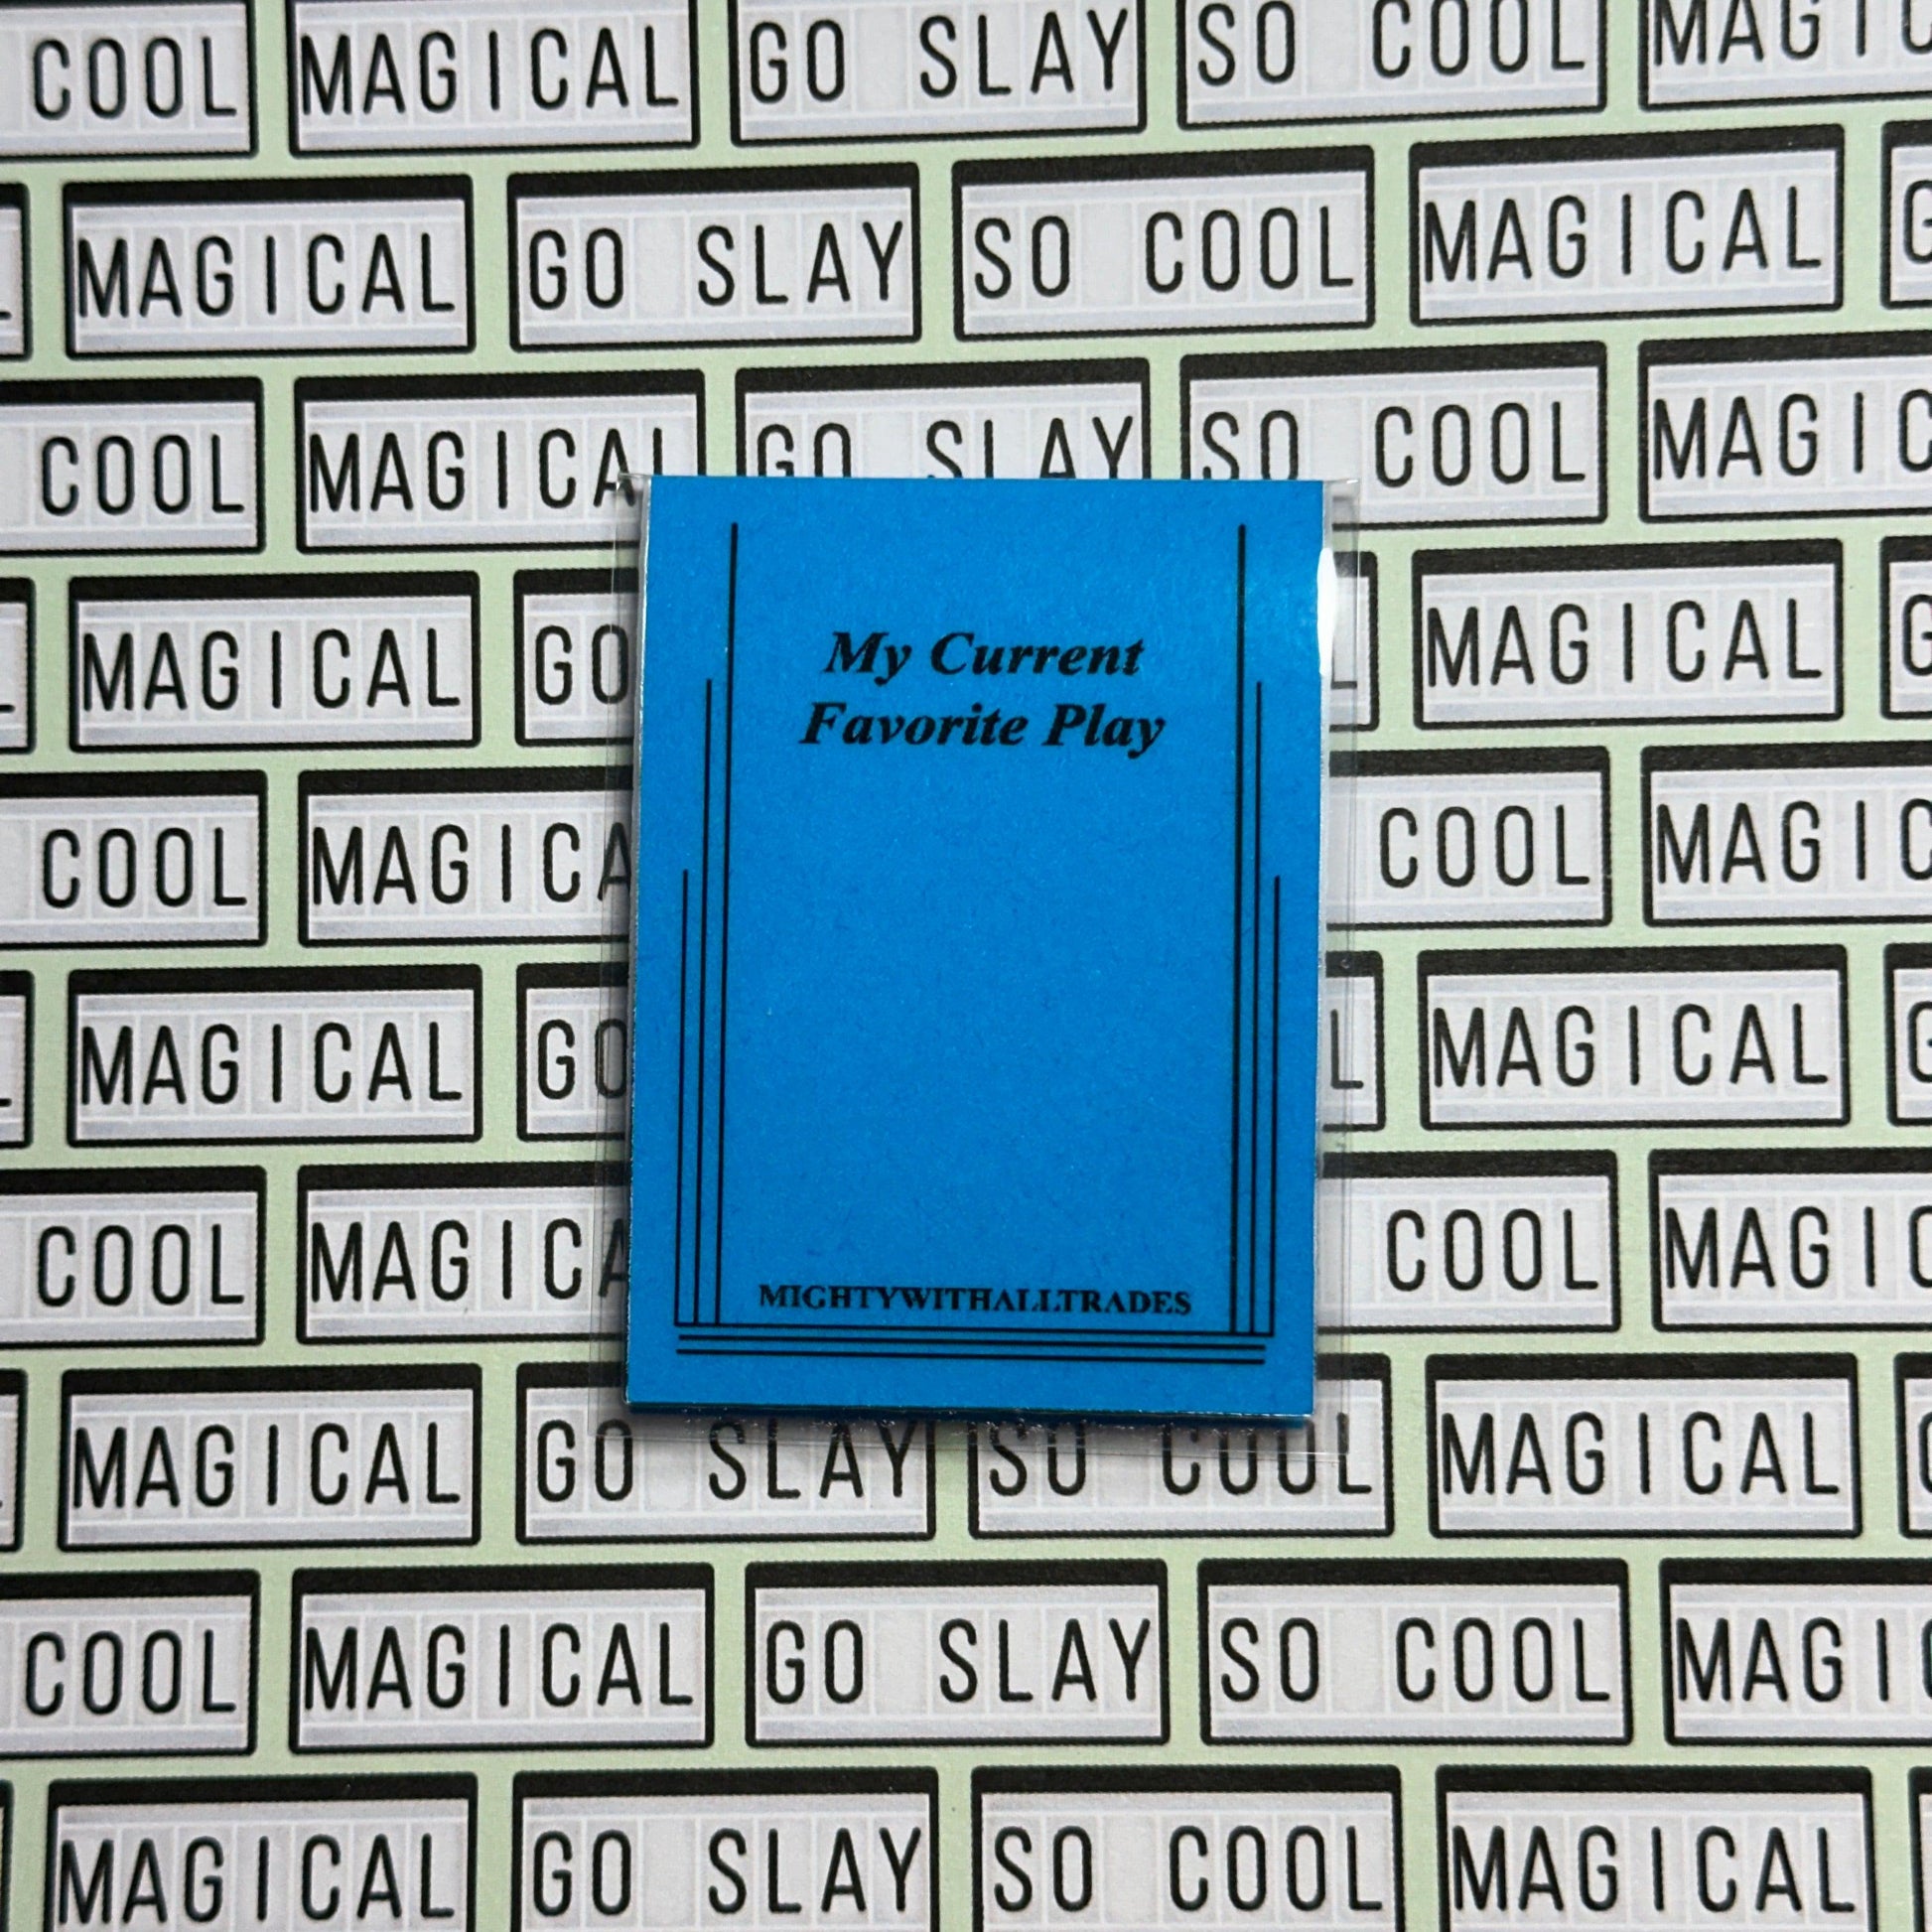 COOL MAGICAL GO SLAY SO COOL MAGIC
MAGICAL GO SLAY SO COOL MAGICAL G
COOL MAGICAL GO SLAY SO COOL MAGIC
My Current
Favorite Play
MIGHTYWITHALLTRADES
MAGICAL GO MAGICAL G
COOL MAGICA COOL MAGIC
MAGICAL GO L MAGICAL G
COOL MAGICA COOL MAGIC
MAGICAL GO SLAY SO COOL MAGICAL
COOL MAGICAL GO SLAY SO COOL MAGIC
MAGICAL GO SLAY SO COOL MAGICAL